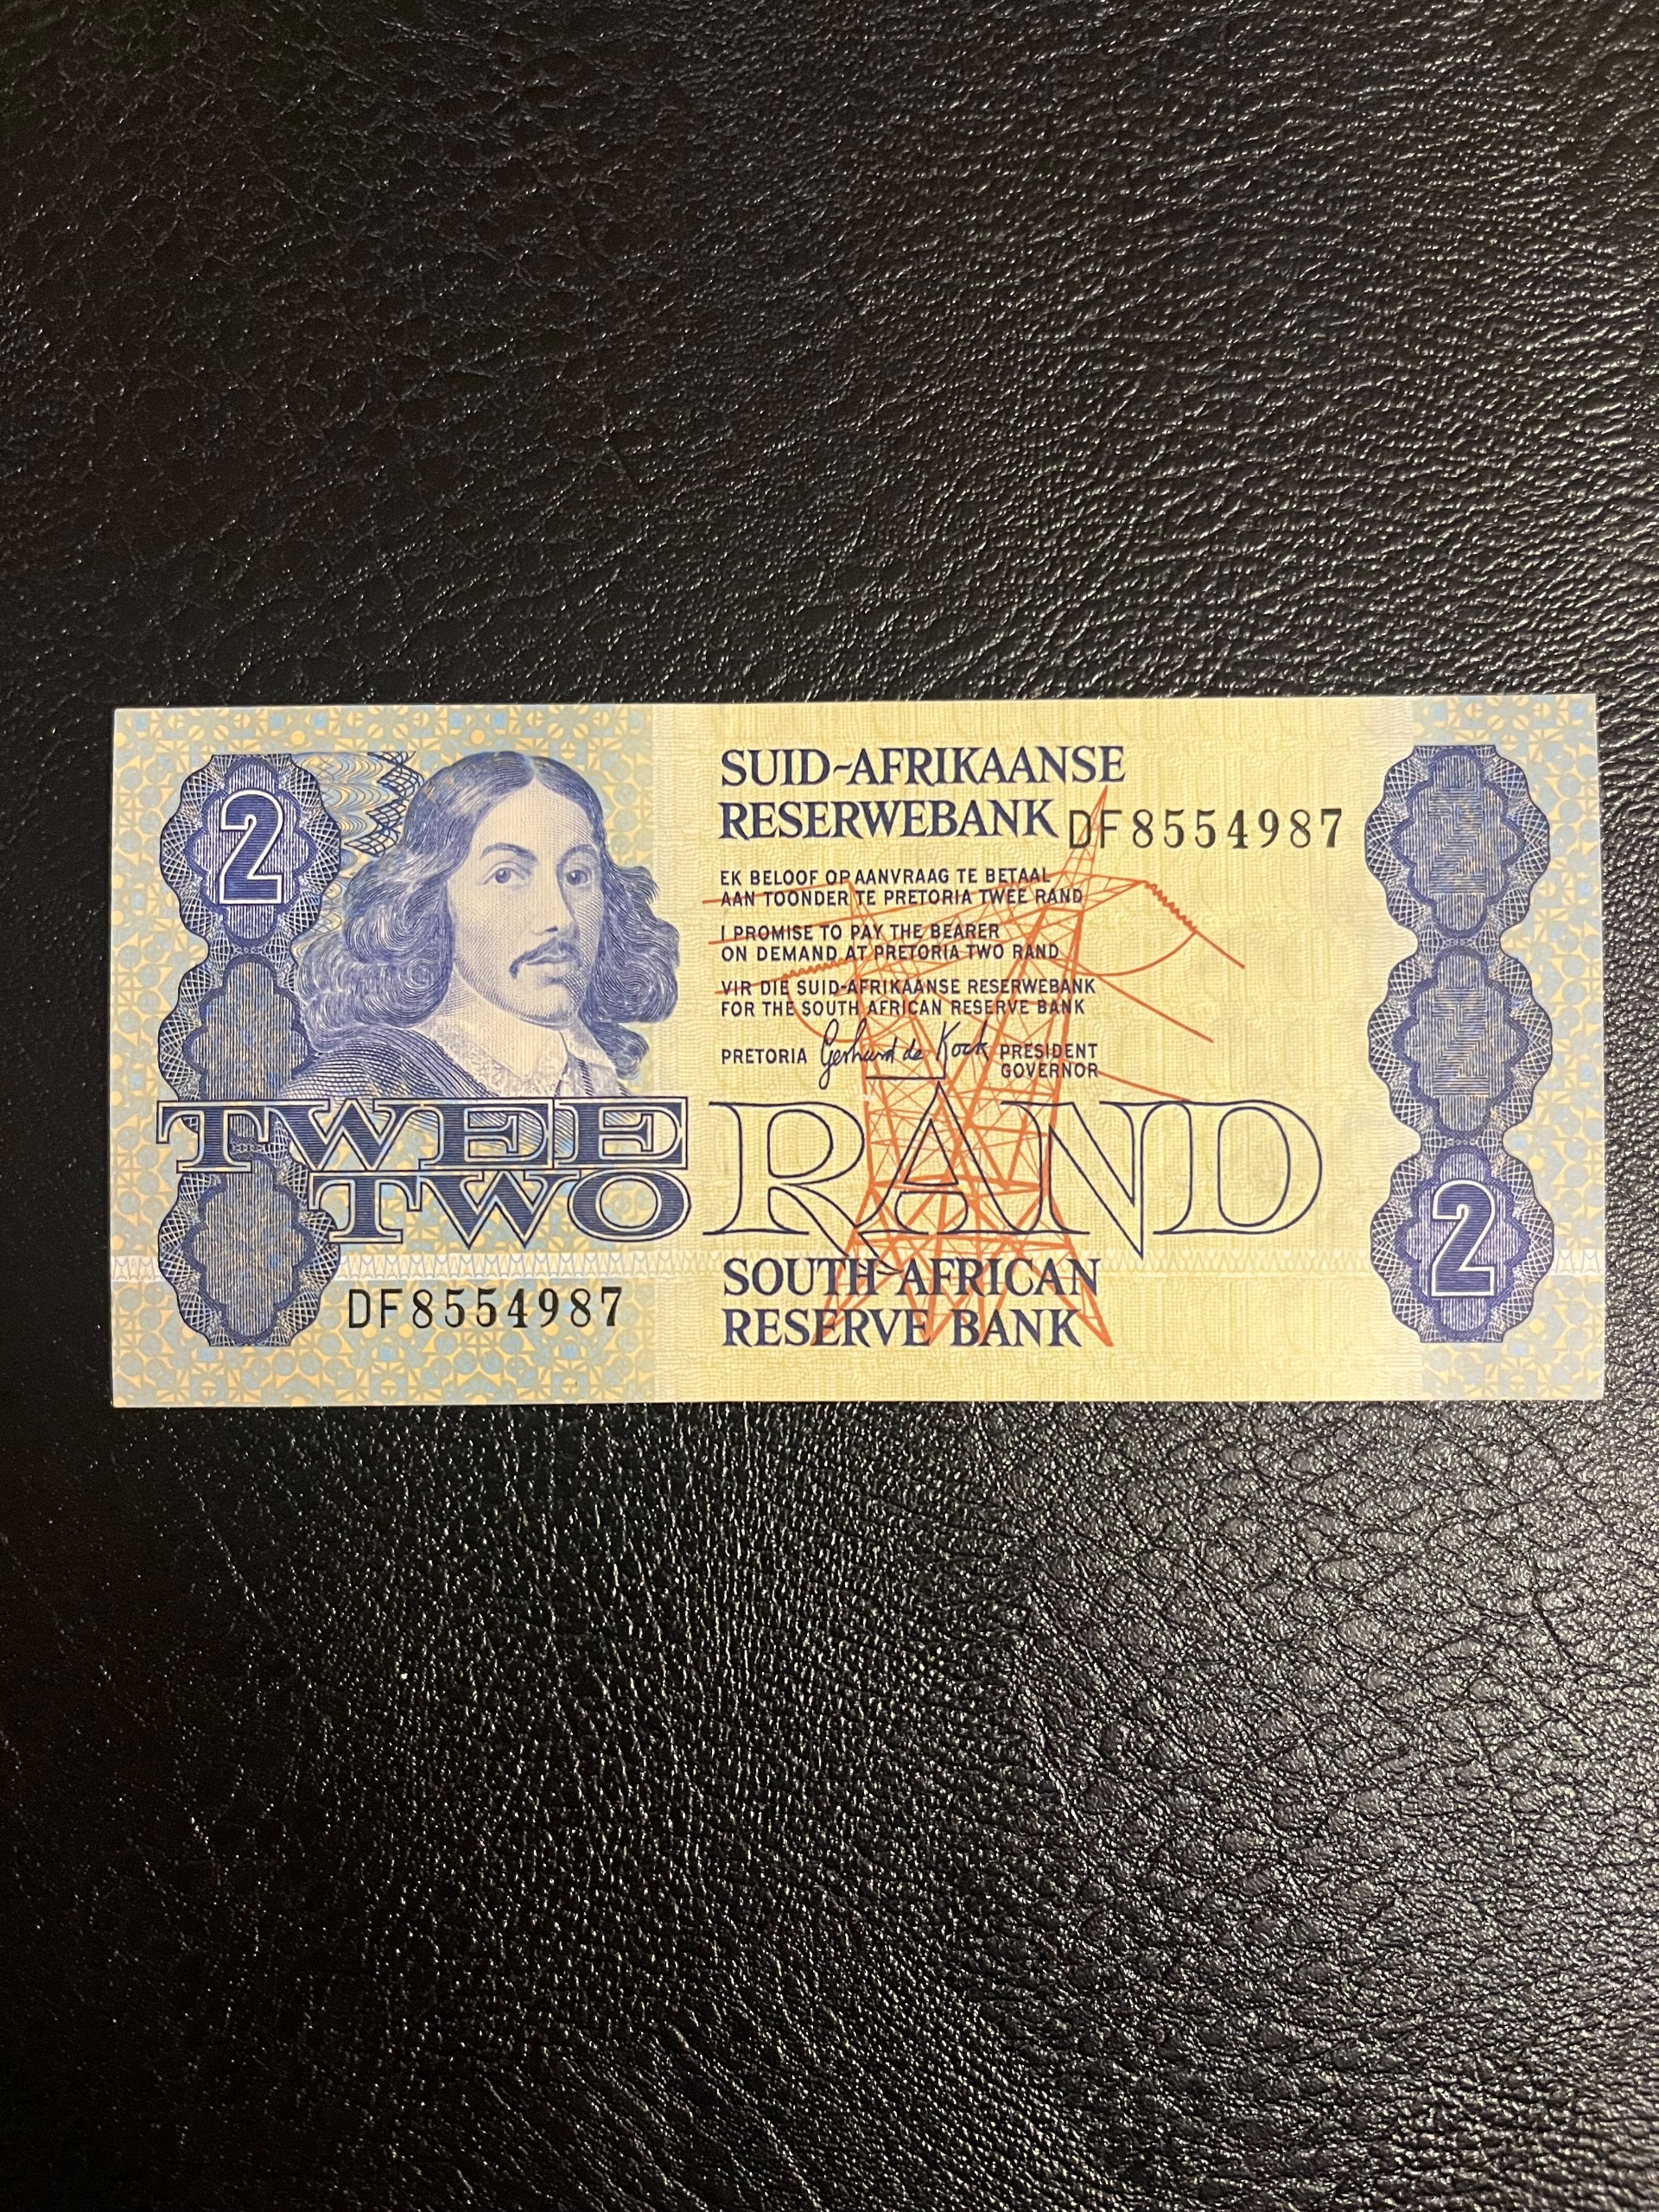 2
SUID-AFRIKAANSE
RESERWEBANK
DF8554987
EK BELOOF OP AANVRAAG TE BETAAL
AAN TOONDER TE PRETORIA TWEE RAND
I PROMISE TO PAY THE BEARER
ON DEMAND AT PRETORIA TWO RAND
VIR DIE SUID-AFRIKAANSE RESERWEBANK
FOR THE SOUTH AFRICAN RESERVE BANK
PRETORIA Gerhard de Kock PRESIDENT
GOVERNOR
TWEE
TWO
RAND
2
DF8554987
SOUTH AFRICAN
RESERVE BANK